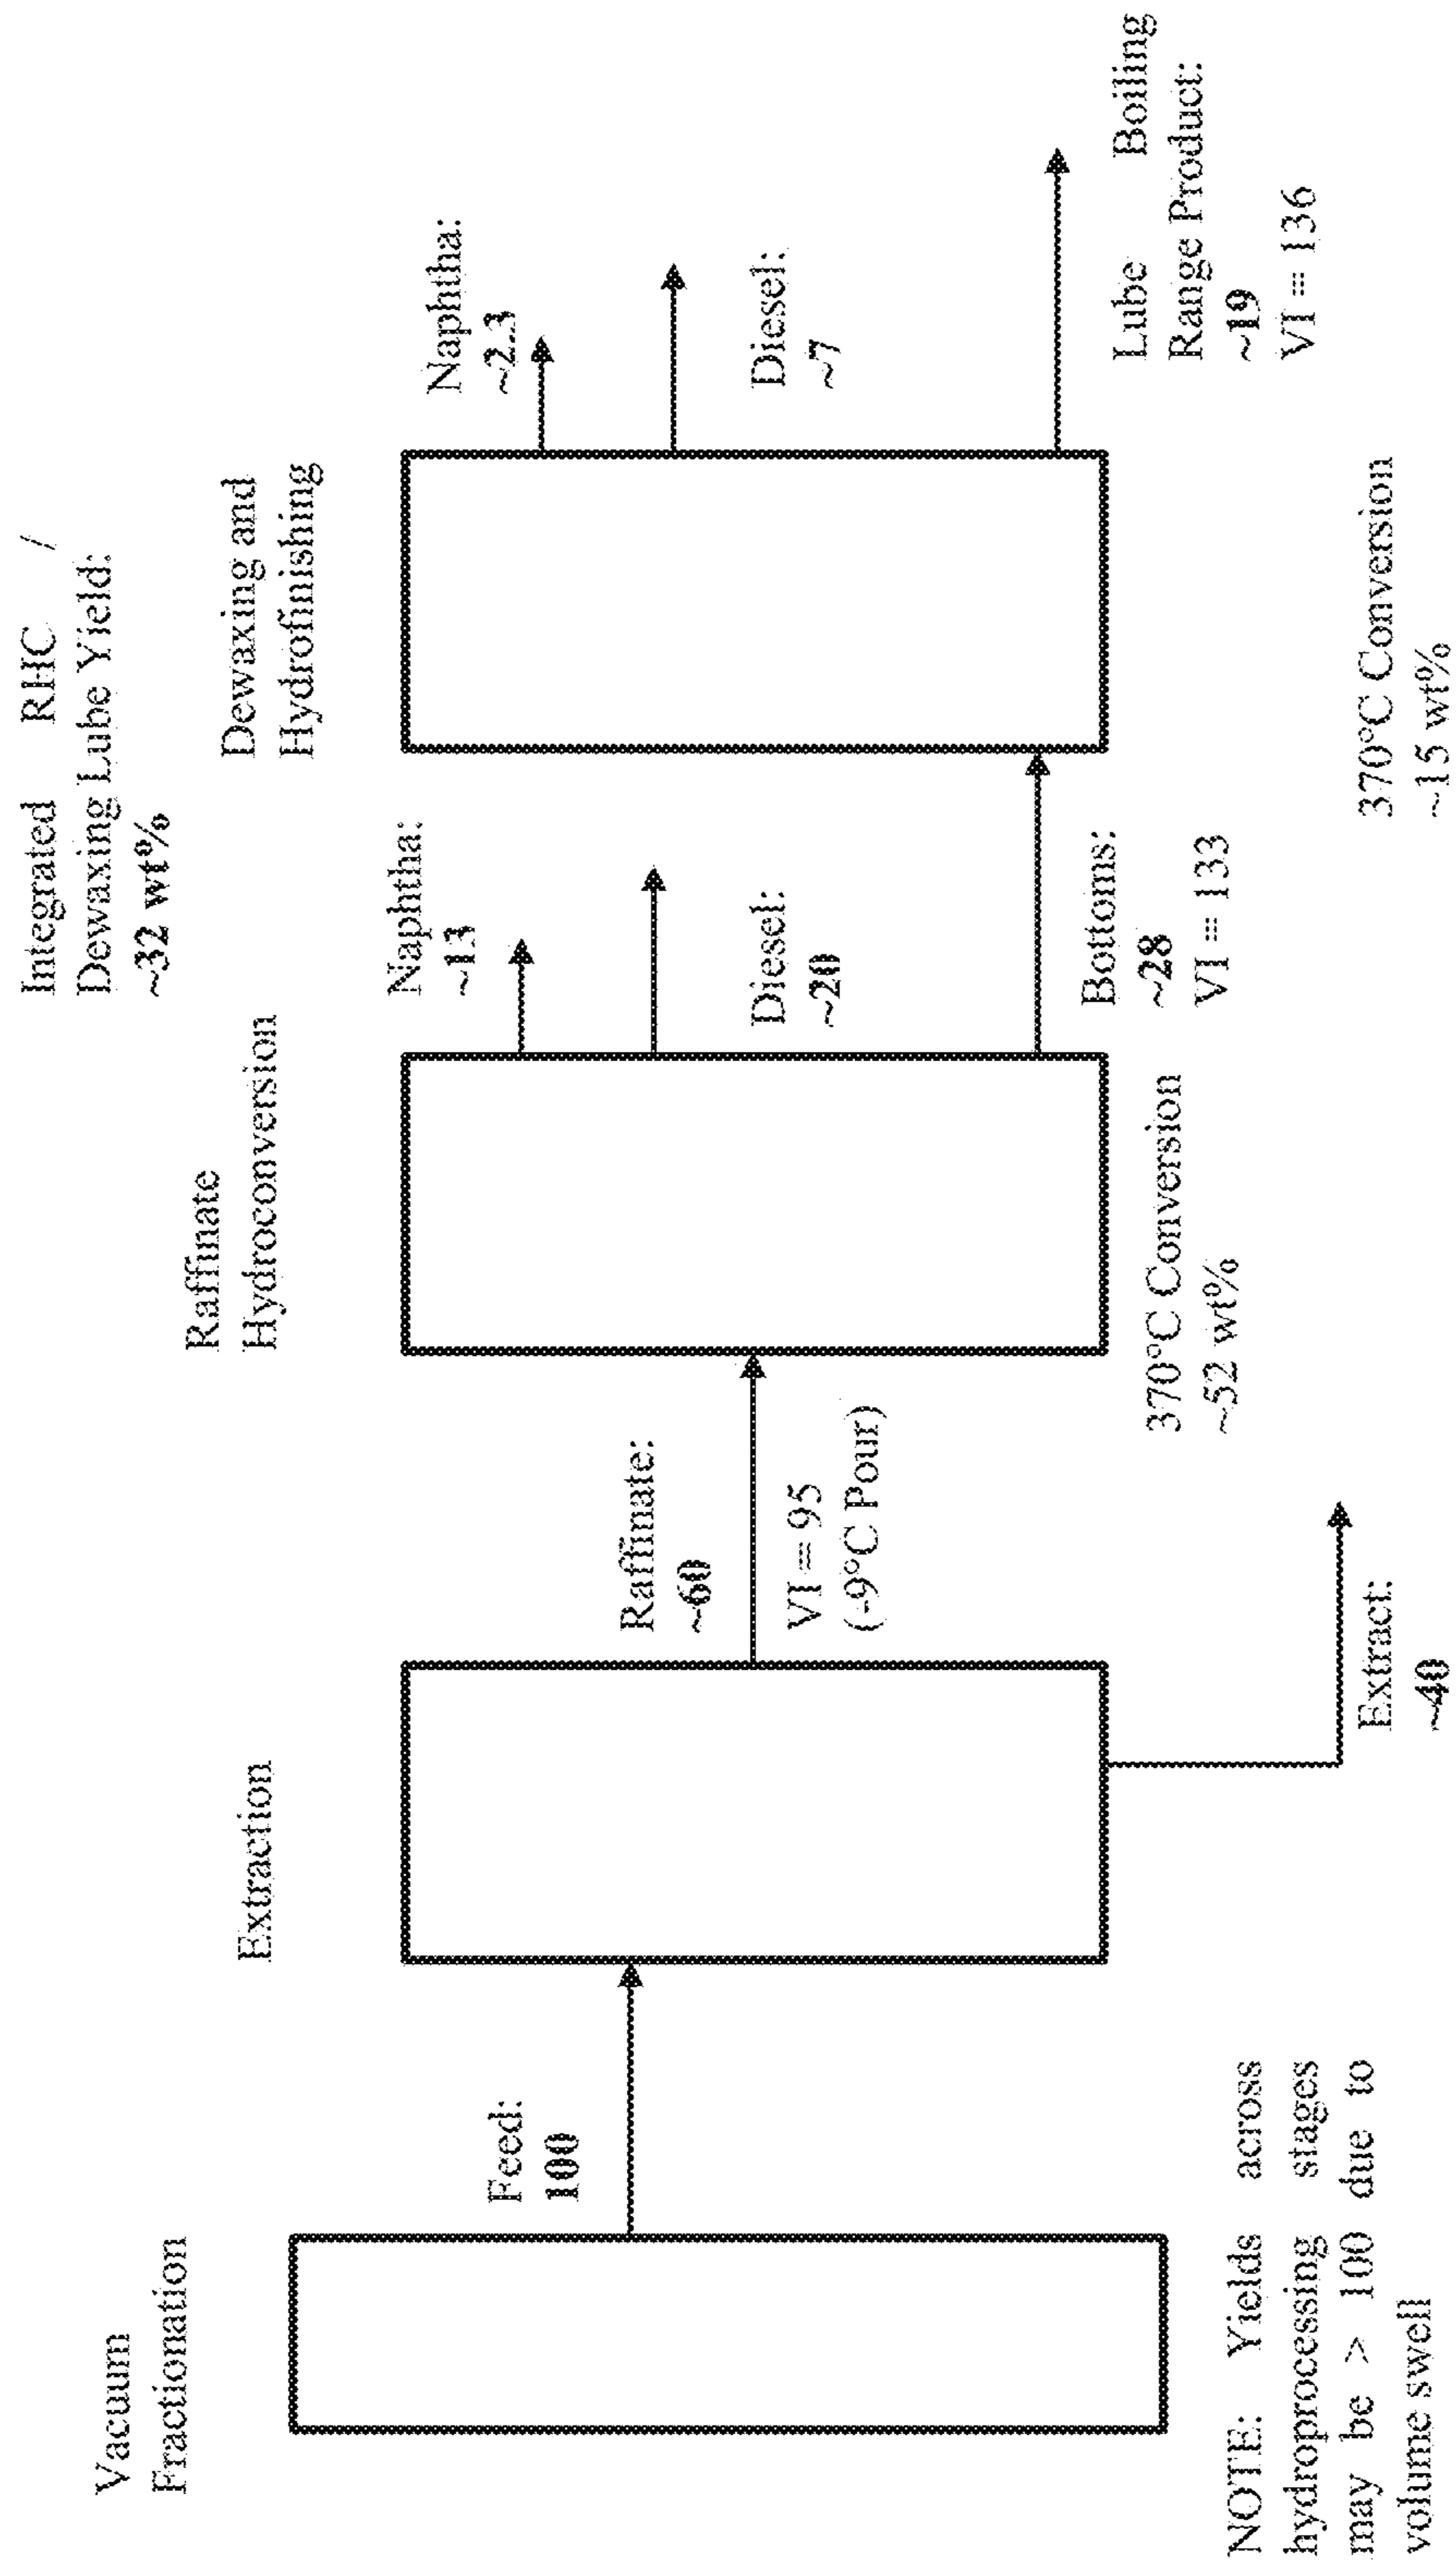 Integrated RHC /
Dewaxing Lube Yield:
~32 wt%
Vacuum
Fractionation
Extraction
Raffinate
Hydroconversion
Dewaxing and
Hydrofinishing
Feed:
100
Raffinate:
~60
VI = 95
(-9°C Pour)
Extract:
~40
Naphtha:
~13
Diesel:
~20
Bottoms:
~28
VI = 133
370°C Conversion
~52 wt%
Naphtha:
~2.3
Diesel:
~7
Lube Boiling
Range Product:
~19
VI = 136
370°C Conversion
~15 wt%
NOTE: Yields across
hydroprocessing stages
may be > 100 due to
volume swell